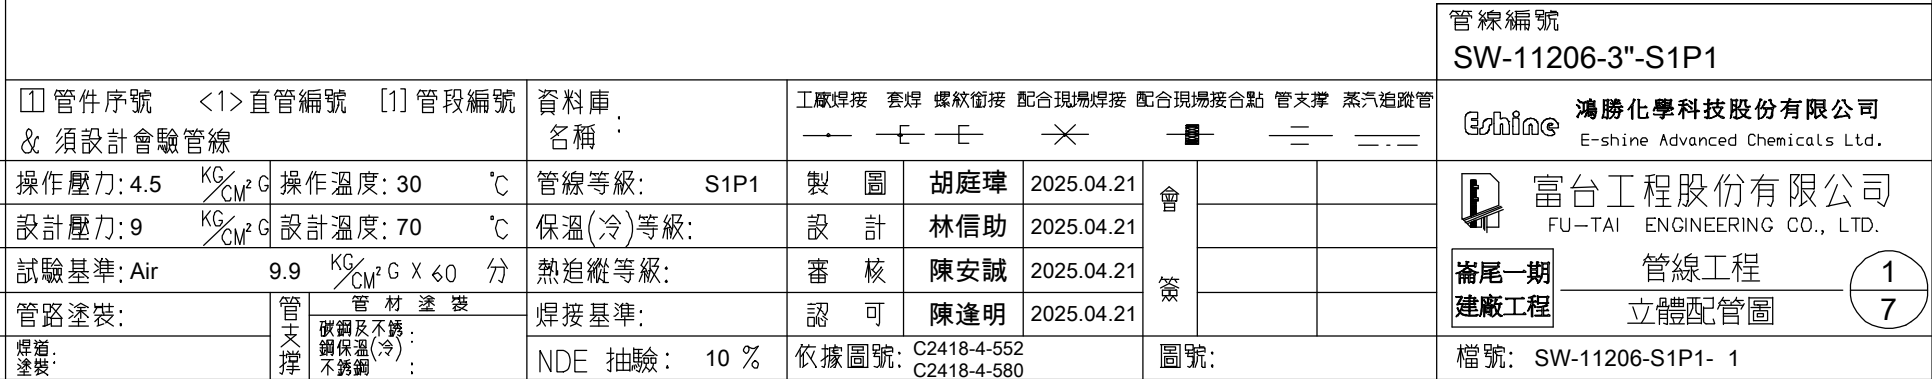 管線編號
SW-11206-3"-S1P1
1 管件序號 <1>直管編號 [1]管段編號
& 須設計會驗管線
資料庫
名稱 :
工廠焊接 套焊 螺紋銜接 配合現場焊接 配合現場接合點 管支撐 蒸汽追蹤管
Eshine 鴻勝化學科技股份有限公司
E-shine Advanced Chemicals Ltd.
操作壓力: 4.5 KG/CM² G 操作溫度: 30 °C 管線等級: S1P1 製圖 胡庭瑋 2025.04.21
設計壓力: 9 KG/CM² G 設計溫度: 70 °C 保溫(冷)等級: 設計 林信助 2025.04.21
試驗基準: Air 9.9 KG/CM² G X 60 分 熱追縱等級: 審核 陳安誠 2025.04.21
管路塗裝: 管支撐 管材塗裝 焊接基準: 認可 陳逢明 2025.04.21
會簽
富台工程股份有限公司
FU-TAI ENGINEERING CO., LTD.
崙尾一期
建廠工程
管線工程
立體配管圖
1
7
焊道:
塗裝:
碳鋼及不銹 :
鋼保溫(冷)
不銹鋼 :
NDE 抽驗: 10 %
依據圖號: C2418-4-552
C2418-4-580
圖號:
檔號: SW-11206-S1P1- 1